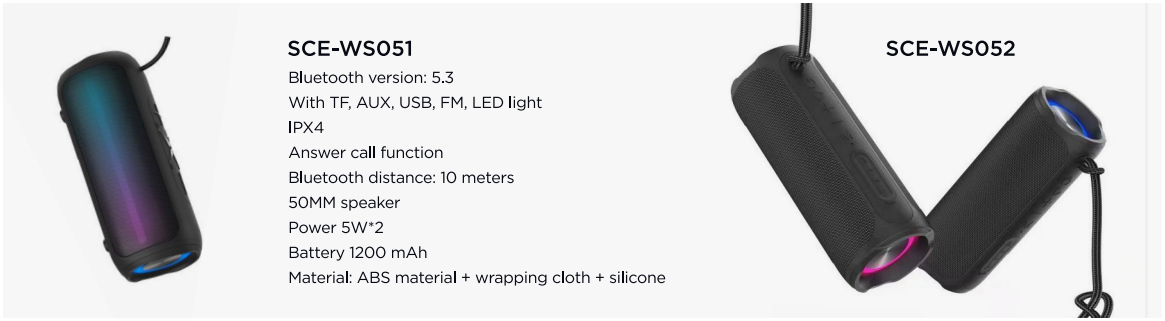 SCE-WS051
Bluetooth version: 5.3
With TF, AUX, USB, FM, LED light
IPX4
Answer call function
Bluetooth distance: 10 meters
50MM speaker
Power 5W*2
Battery 1200 mAh
Material: ABS material + wrapping cloth + silicone
SCE-WS052